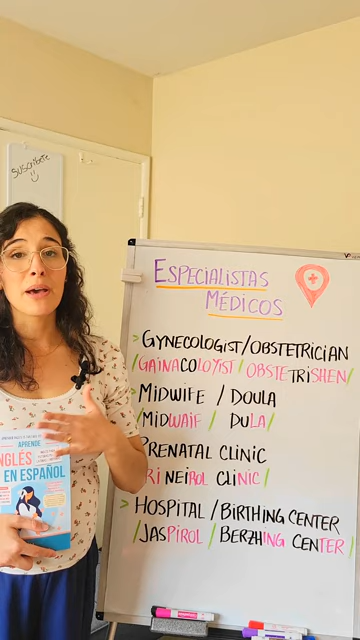 Suscribete
ESPECIALISTAS
MÉDICOS
> GYNECOLOGIST/OBSTETRICIAN
/GAINACOLOYIST / OBSTETRISHEN/
> MIDWIFE / DOULA
/MIDWAIF / DULA/
PRENATAL CLINIC
RI NEIROL CLINIC/
> HOSPITAL / BIRTHING CENTER
/JASPIROL / BERZHING CENTER/
APRENDE
INGLÉS
EN ESPAÑOL